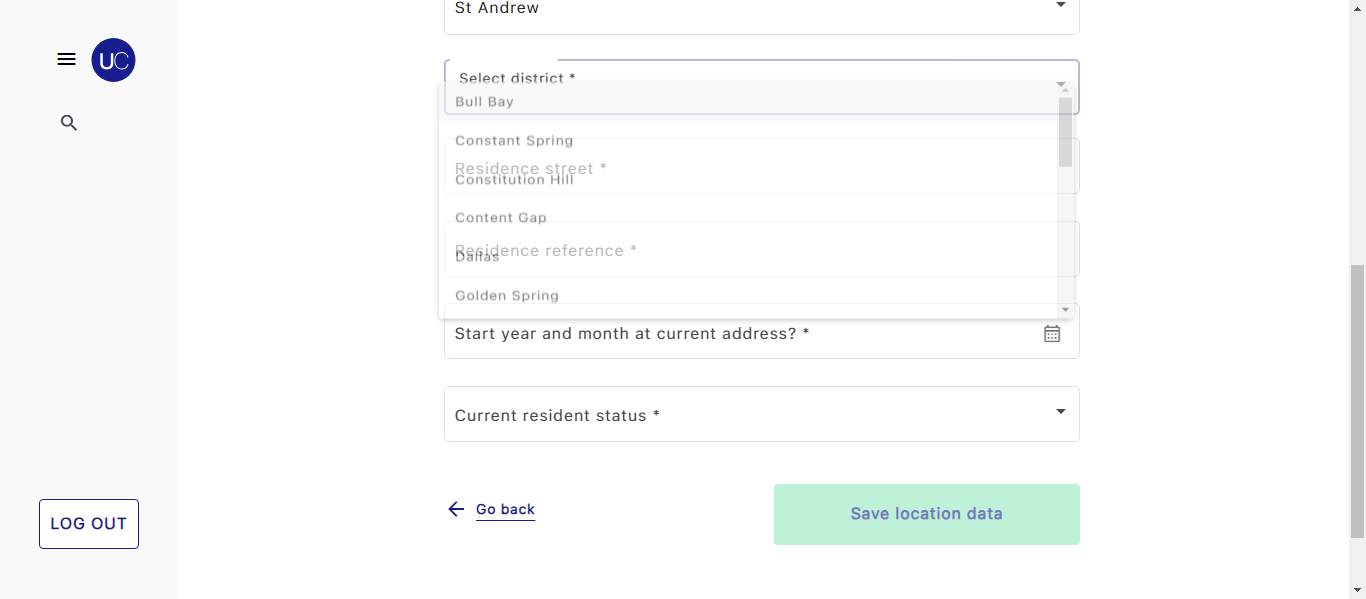 St Andrew
UC
Select district *
Bull Bay
Constant Spring
Residence street *
Constitution Hill
Content Gap
Residence reference *
Dallas
Golden Spring
Start year and month at current address? *
Current resident status *
Go back
Save location data
LOG OUT